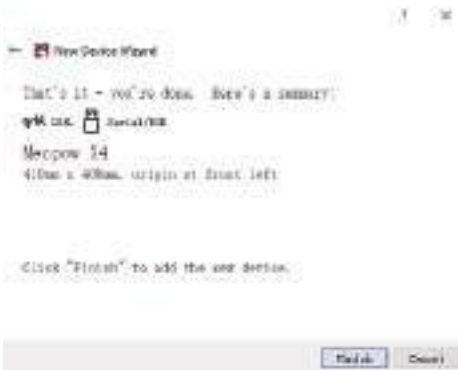 ?
← New Device Wizard
That's it - you're done. Here's a summary:
GRBL Serial/USB
Mecpow X4
410mm x 400mm, origin at front left
Click "Finish" to add the new device.
Finish Cancel